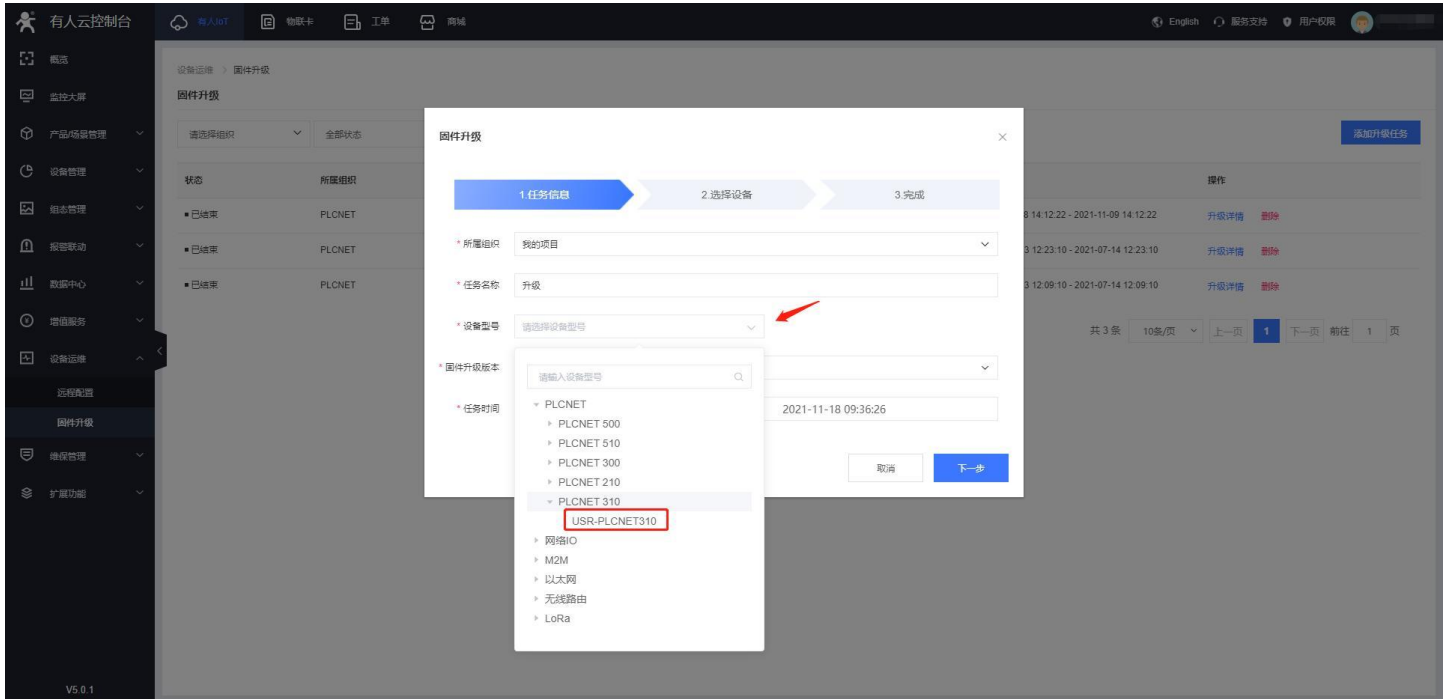 有人云控制台 有人IoT 物联卡 工单 商城 English 服务支持 用户权限
概览
监控大屏
产品/场景管理
设备管理
组态管理
报警联动
数据中心
增值服务
设备运维
远程配置
固件升级
维保管理
扩展功能
V5.0.1
设备运维 > 固件升级
固件升级
请选择组织 全部状态 添加升级任务
状态 所属组织 操作
已结束 PLCNET 8 14:12:22 - 2021-11-09 14:12:22 升级详情 删除
已结束 PLCNET 3 12:23:10 - 2021-07-14 12:23:10 升级详情 删除
已结束 PLCNET 3 12:09:10 - 2021-07-14 12:09:10 升级详情 删除
共 3 条 10条/页 上一页 1 下一页 前往 1 页
固件升级
1.任务信息 2.选择设备 3.完成
* 所属组织 我的项目
* 任务名称 升级
* 设备型号 请选择设备型号
* 固件升级版本
* 任务时间 2021-11-18 09:36:26
请输入设备型号
PLCNET
PLCNET 500
PLCNET 510
PLCNET 300
PLCNET 210
PLCNET 310
USR-PLCNET310
网络IO
M2M
以太网
无线路由
LoRa
取消 下一步